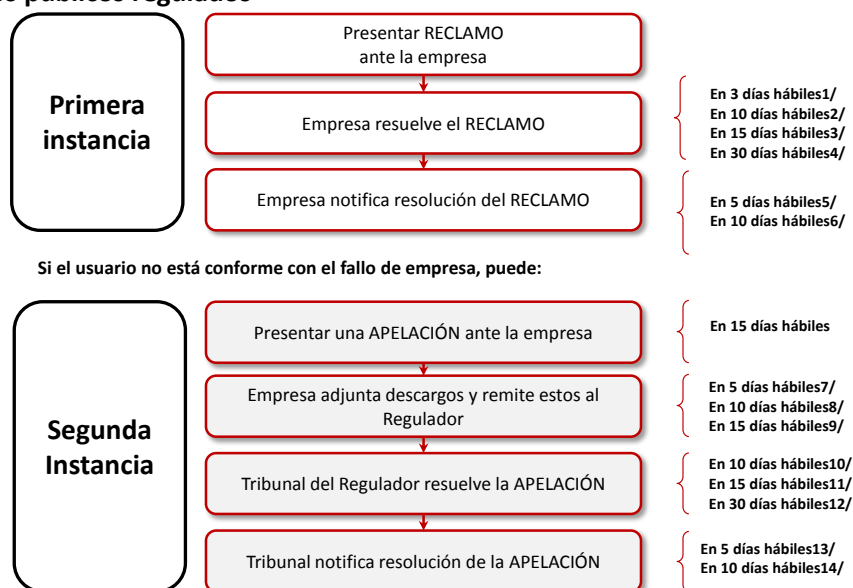 públicos regulados
Primera
instancia
Presentar RECLAMO
ante la empresa
Empresa resuelve el RECLAMO
En 3 días hábiles1/
En 10 días hábiles2/
En 15 días hábiles3/
En 30 días hábiles4/
Empresa notifica resolución del RECLAMO
En 5 días hábiles5/
En 10 días hábiles6/
Si el usuario no está conforme con el fallo de empresa, puede:
Segunda
Instancia
Presentar una APELACIÓN ante la empresa
En 15 días hábiles
Empresa adjunta descargos y remite estos al
Regulador
En 5 días hábiles7/
En 10 días hábiles8/
En 15 días hábiles9/
Tribunal del Regulador resuelve la APELACIÓN
En 10 días hábiles10/
En 15 días hábiles11/
En 30 días hábiles12/
Tribunal notifica resolución de la APELACIÓN
En 5 días hábiles13/
En 10 días hábiles14/